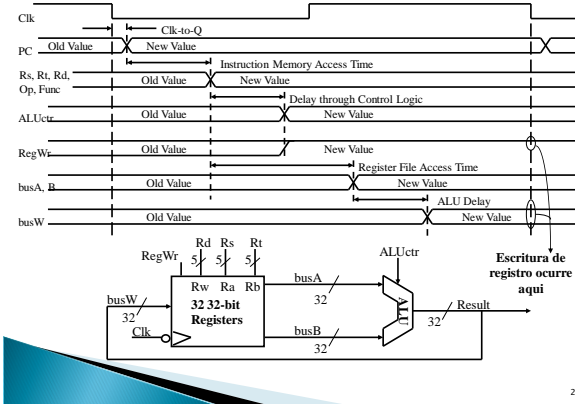 Clk
Clk-to-Q
PC Old Value New Value
Instruction Memory Access Time
Rs, Rt, Rd,
Op, Func Old Value New Value
Delay through Control Logic
ALUctr Old Value New Value
RegWr Old Value New Value
Register File Access Time
busA, B Old Value New Value
ALU Delay
busW Old Value New Value
Escritura de
registro ocurre
aqui
RegWr Rd Rs Rt ALUctr
5 5 5
Rw Ra Rb busA
busW 32 32-bit 32
32 Registers ALU 32 Result
Clk busB
32
2